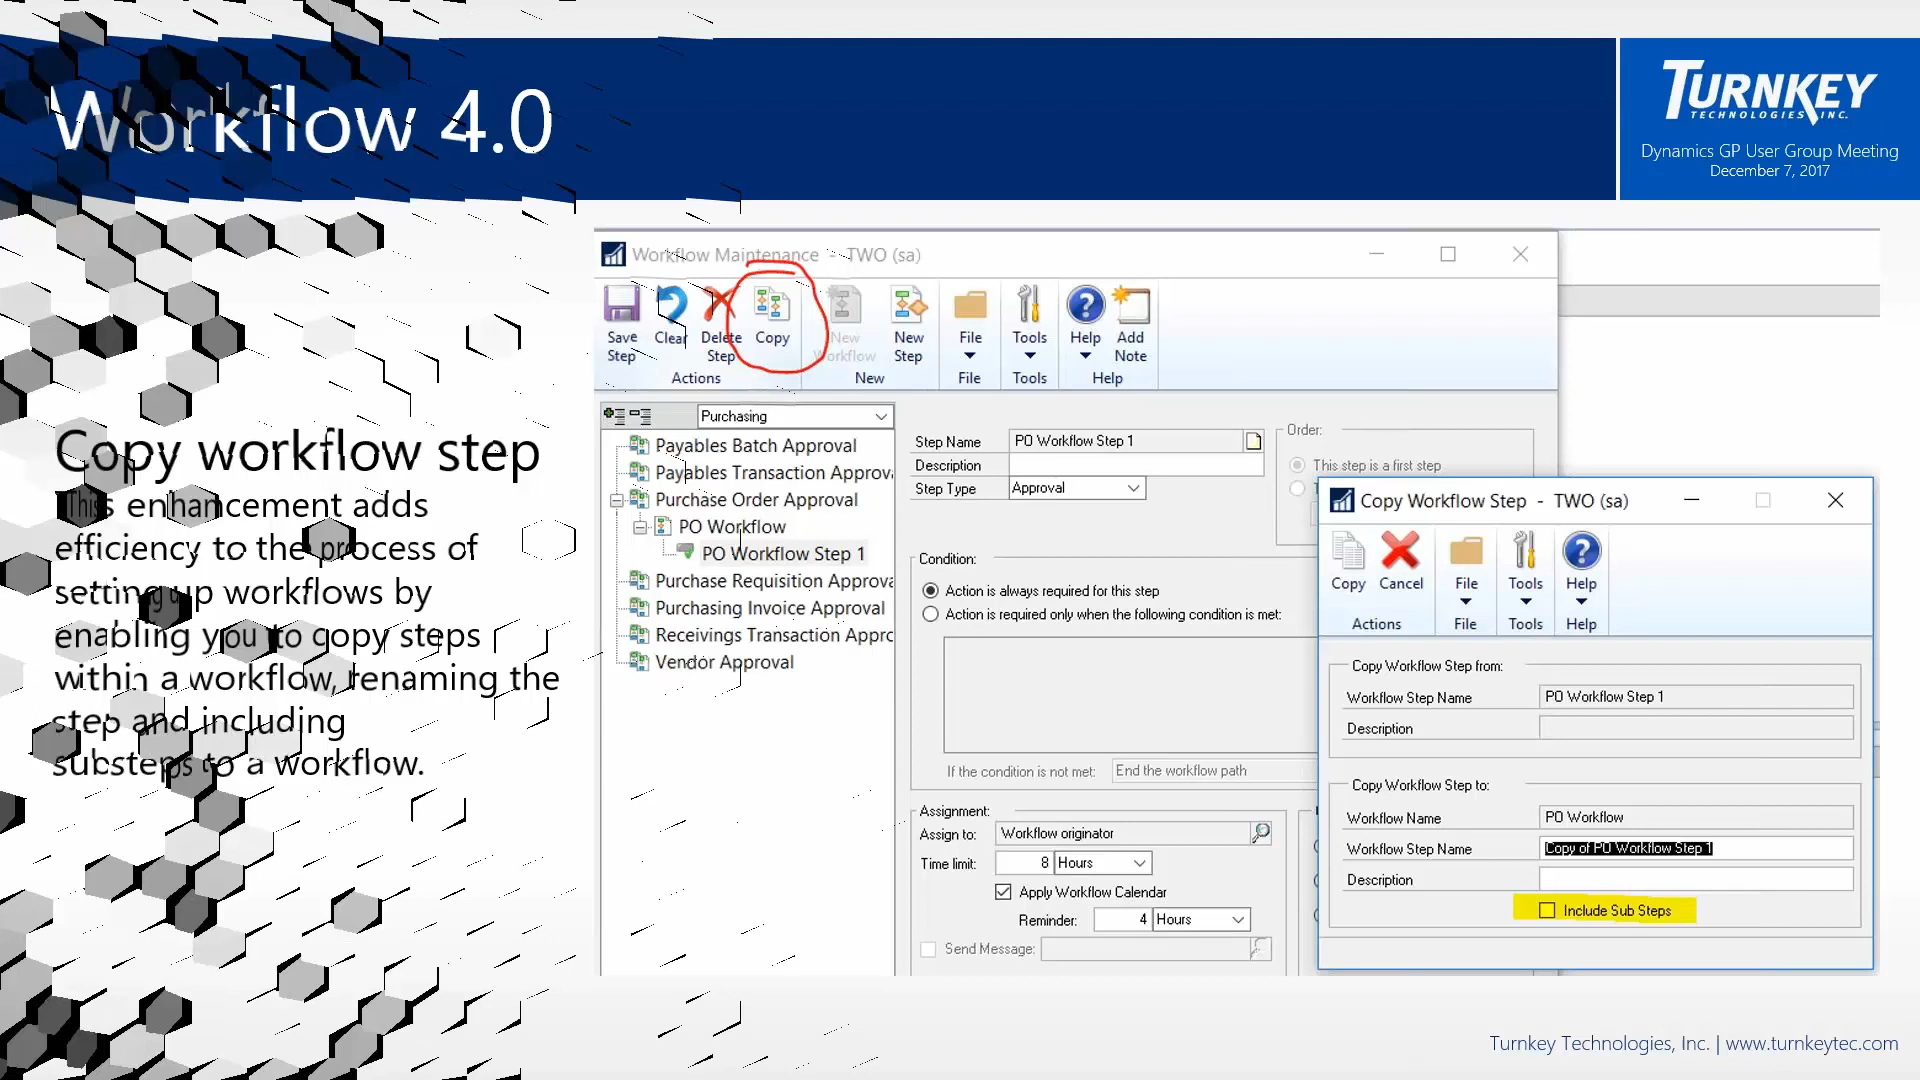 Workflow 4.0
TURNKEY
TECHNOLOGIES, INC.
Dynamics GP User Group Meeting
December 7, 2017
Copy workflow step
This enhancement adds
efficiency to the process of
setting up workflows by
enabling you to copy steps
within a workflow, renaming the
step and including
substeps to a workflow.
Workflow Maintenance - TWO (sa)
Save Step
Clear
Delete Step
Copy
New Workflow
New Step
File
Tools
Help
Add Note
Actions
New
File
Tools
Help
Purchasing
Payables Batch Approval
Payables Transaction Approva
Purchase Order Approval
PO Workflow
PO Workflow Step 1
Purchase Requisition Approva
Purchasing Invoice Approval
Receivings Transaction Appro
Vendor Approval
Step Name PO Workflow Step 1
Description
Step Type Approval
Order:
This step is a first step
Condition:
Action is always required for this step
Action is required only when the following condition is met:
If the condition is not met: End the workflow path
Assignment:
Assign to: Workflow originator
Time limit: 8 Hours
Apply Workflow Calendar
Reminder: 4 Hours
Send Message:
Copy Workflow Step - TWO (sa)
Copy
Cancel
File
Tools
Help
Actions
File
Tools
Help
Copy Workflow Step from:
Workflow Step Name PO Workflow Step 1
Description
Copy Workflow Step to:
Workflow Name PO Workflow
Workflow Step Name Copy of PO Workflow Step 1
Description
Include Sub Steps
Turnkey Technologies, Inc. | www.turnkeytec.com